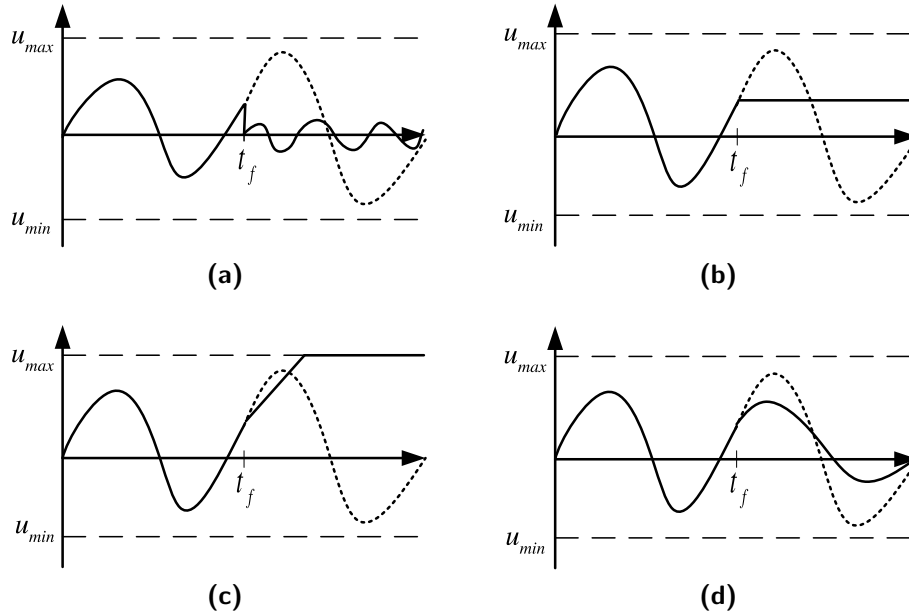 u_max
t_f
u_min
(a)
u_max
t_f
u_min
(b)
u_max
t_f
u_min
(c)
u_max
t_f
u_min
(d)